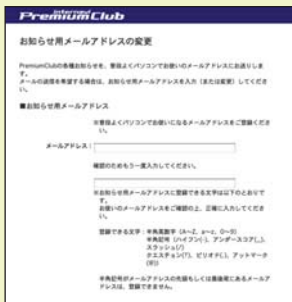 internavi
PremiumClub
お知らせ用メールアドレスの変更
PremiumClubの各種お知らせを、普段よくパソコンでお使いのメールアドレスにお送りしま
す。
メールの送信を希望する場合は、お知らせ用メールアドレスを入力（または変更）してくださ
い。
■お知らせ用メールアドレス
※普段よくパソコンでお使いになるメールアドレスをご登録くださ
い。
メールアドレス：
確認のためもう一度入力してください。
※お知らせ用メールアドレスに登録できる文字は以下のとおりで
す。
お使いのメールアドレスをご確認の上、正確に入力してくださ
い。
登録できる文字：半角英数字（A〜Z、a〜z、0〜9）
半角記号（ハイフン(-)、アンダースコア(_)、
スラッシュ(/)
クエスチョン(?)、ピリオド(.)、アットマーク
(@)）
半角記号がメールアドレスの先頭もしくは最後尾にあるメールア
ドレスは、登録できません。